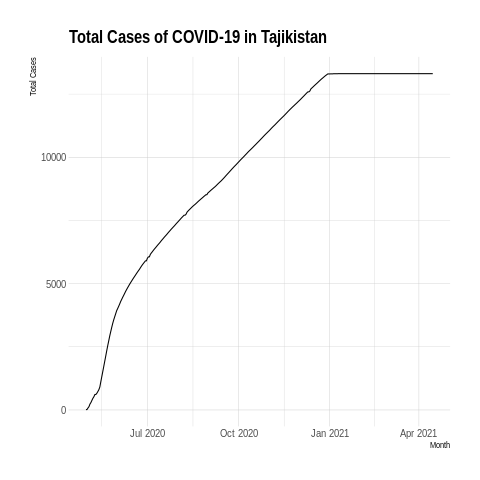 Total Cases of COVID-19 in Tajikistan
Total Cases
10000
5000
0
Jul 2020
Oct 2020
Jan 2021
Apr 2021
Month